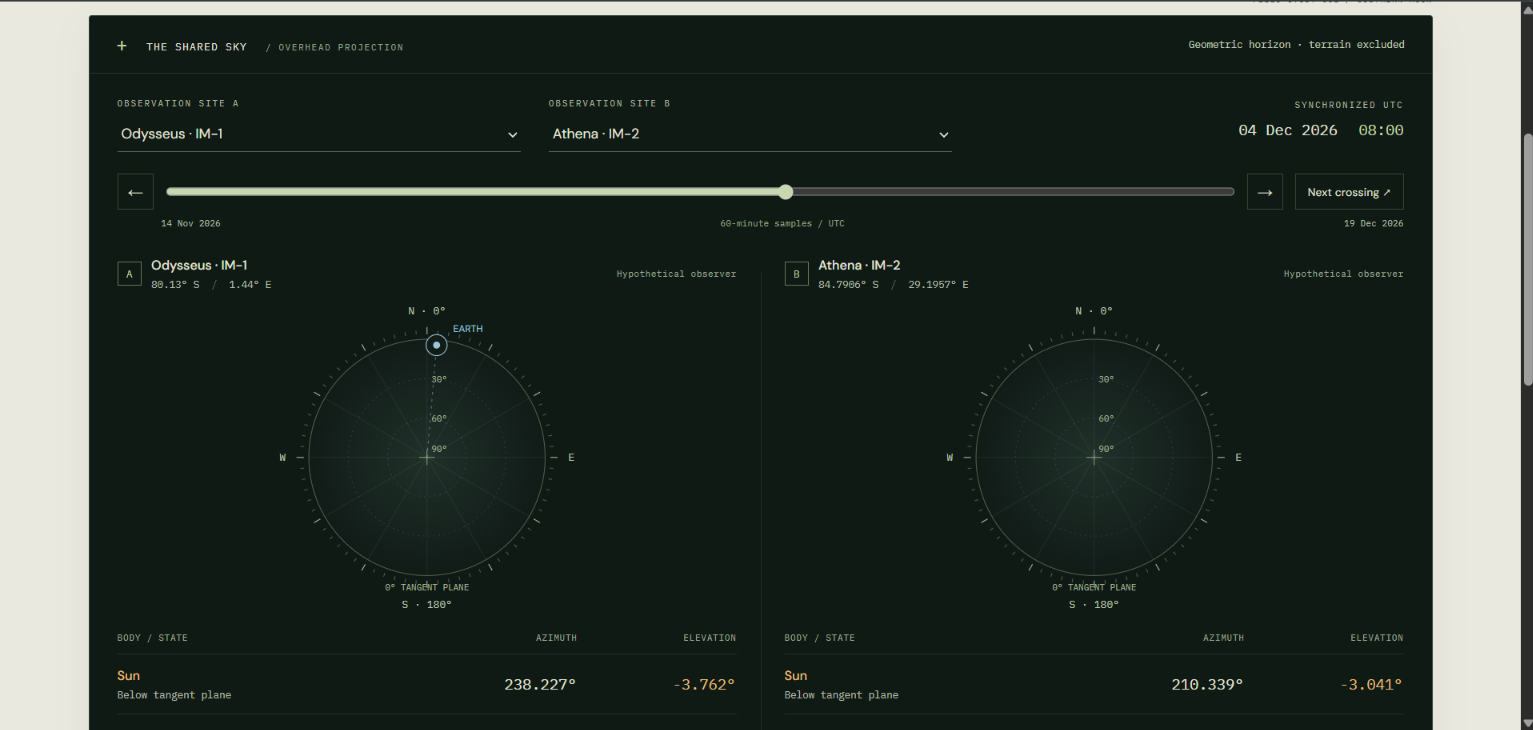 THE SHARED SKY / OVERHEAD PROJECTION
Geometric horizon · terrain excluded
OBSERVATION SITE A
Odysseus · IM-1
OBSERVATION SITE B
Athena · IM-2
SYNCHRONIZED UTC
04 Dec 2026 08:00
←
→
Next crossing ↗
14 Nov 2026
60-minute samples / UTC
19 Dec 2026
A
Odysseus · IM-1
80.13° S / 1.44° E
Hypothetical observer
N · 0°
EARTH
30°
60°
90°
W
E
0° TANGENT PLANE
S · 180°
BODY / STATE AZIMUTH ELEVATION
Sun
Below tangent plane
238.227° -3.762°
B
Athena · IM-2
84.7906° S / 29.1957° E
Hypothetical observer
N · 0°
30°
60°
90°
W
E
0° TANGENT PLANE
S · 180°
BODY / STATE AZIMUTH ELEVATION
Sun
Below tangent plane
210.339° -3.041°